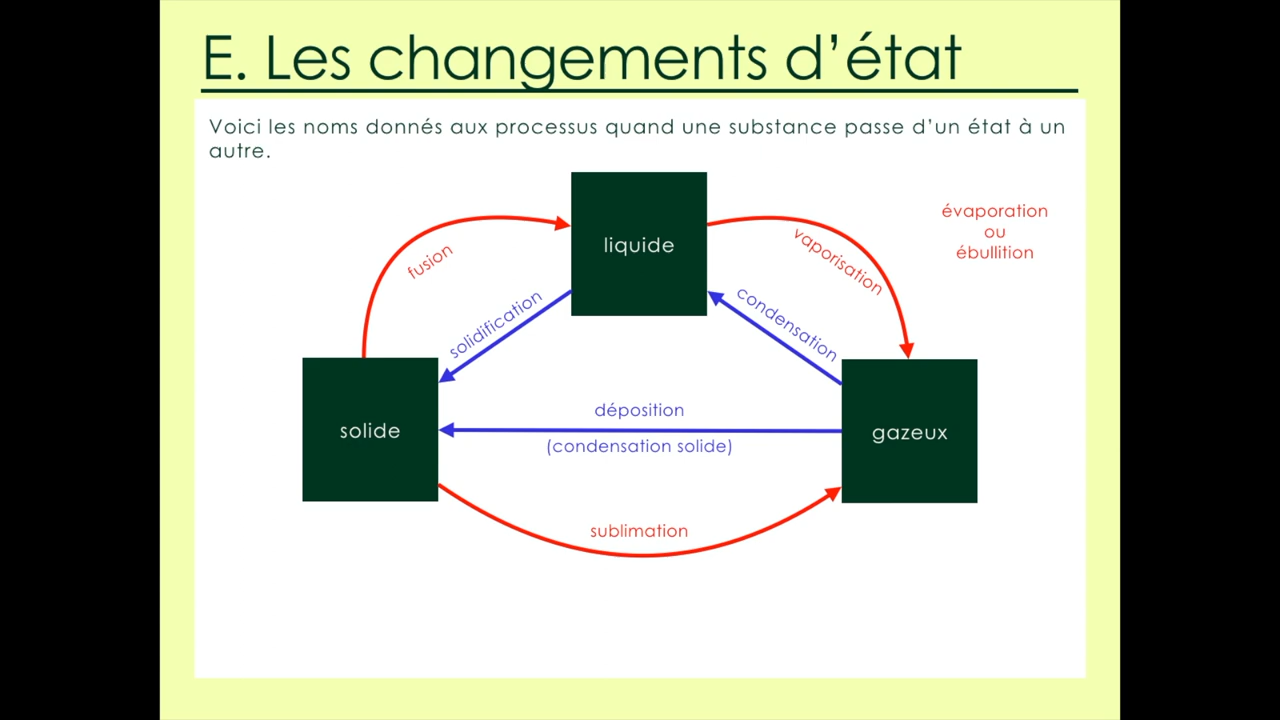 E. Les changements d’état
Voici les noms donnés aux processus quand une substance passe d’un état à un
autre.
liquide
évaporation
ou
ébullition
fusion
vaporisation
solidification
condensation
solide
déposition
(condensation solide)
gazeux
sublimation